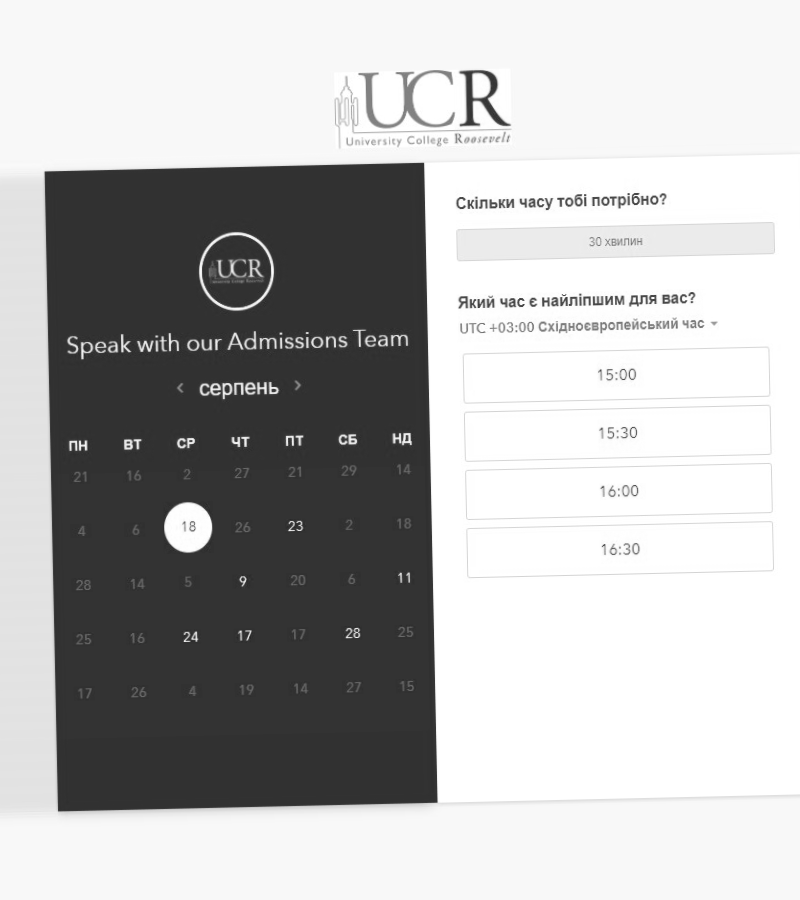 UCR
University College Roosevelt
UCR
University College Roosevelt
Speak with our Admissions Team
серпень
ПН ВТ СР ЧТ ПТ СБ НД
21 16 2 27 21 29 14
4 6 18 26 23 2 18
28 14 5 9 20 6 11
25 16 24 17 17 28 25
17 26 4 19 14 27 15
Скільки часу тобі потрібно?
30 хвилин
Який час є найліпшим для вас?
UTC +03:00 Східноєвропейський час
15:00
15:30
16:00
16:30